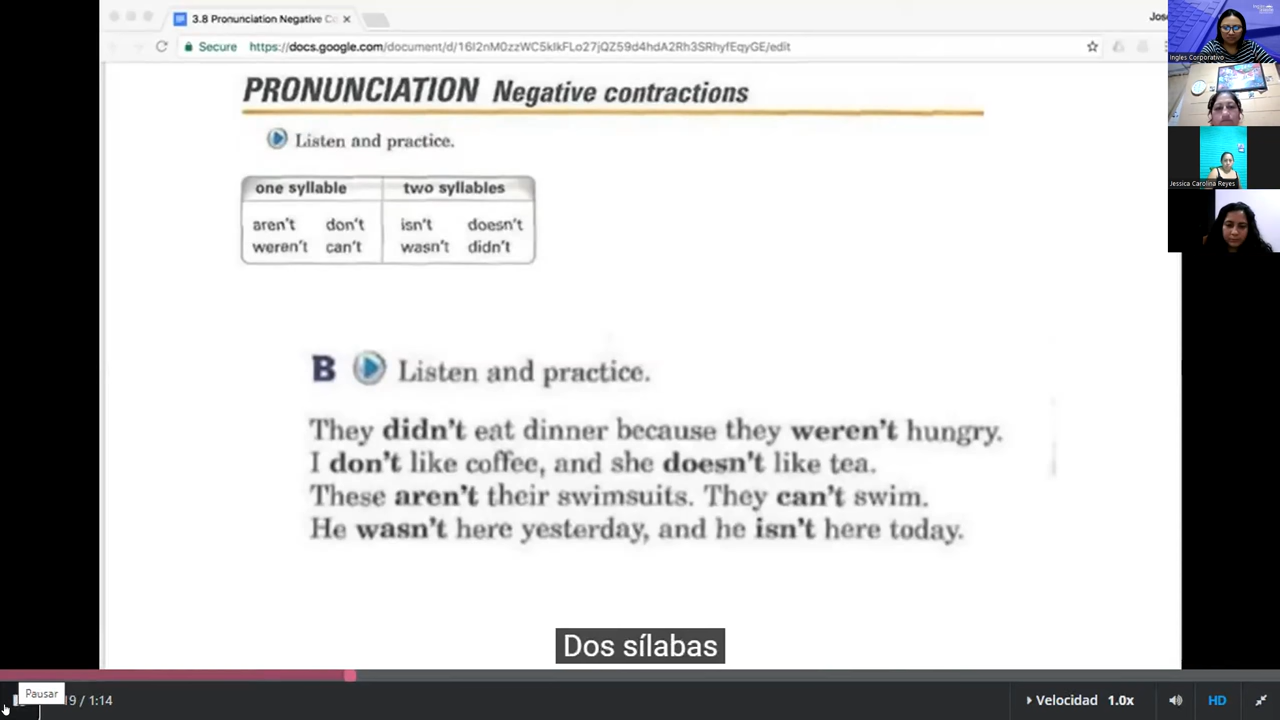 3.8 Pronunciation Negative Co
Secure https://docs.google.com/document/d/16I2nM0zzWC5kIkFLo27jQZ59d4hdA2Rh3SRhyfEqyGE/edit
PRONUNCIATION Negative contractions
Listen and practice.
one syllable two syllables
aren't don't isn't doesn't
weren't can't wasn't didn't
B Listen and practice.
They didn't eat dinner because they weren't hungry.
I don't like coffee, and she doesn't like tea.
These aren't their swimsuits. They can't swim.
He wasn't here yesterday, and he isn't here today.
Dos sílabas
Pausar
19 / 1:14
Velocidad 1.0x
HD
Ingles Corporativo
Jessica Carolina Reyes